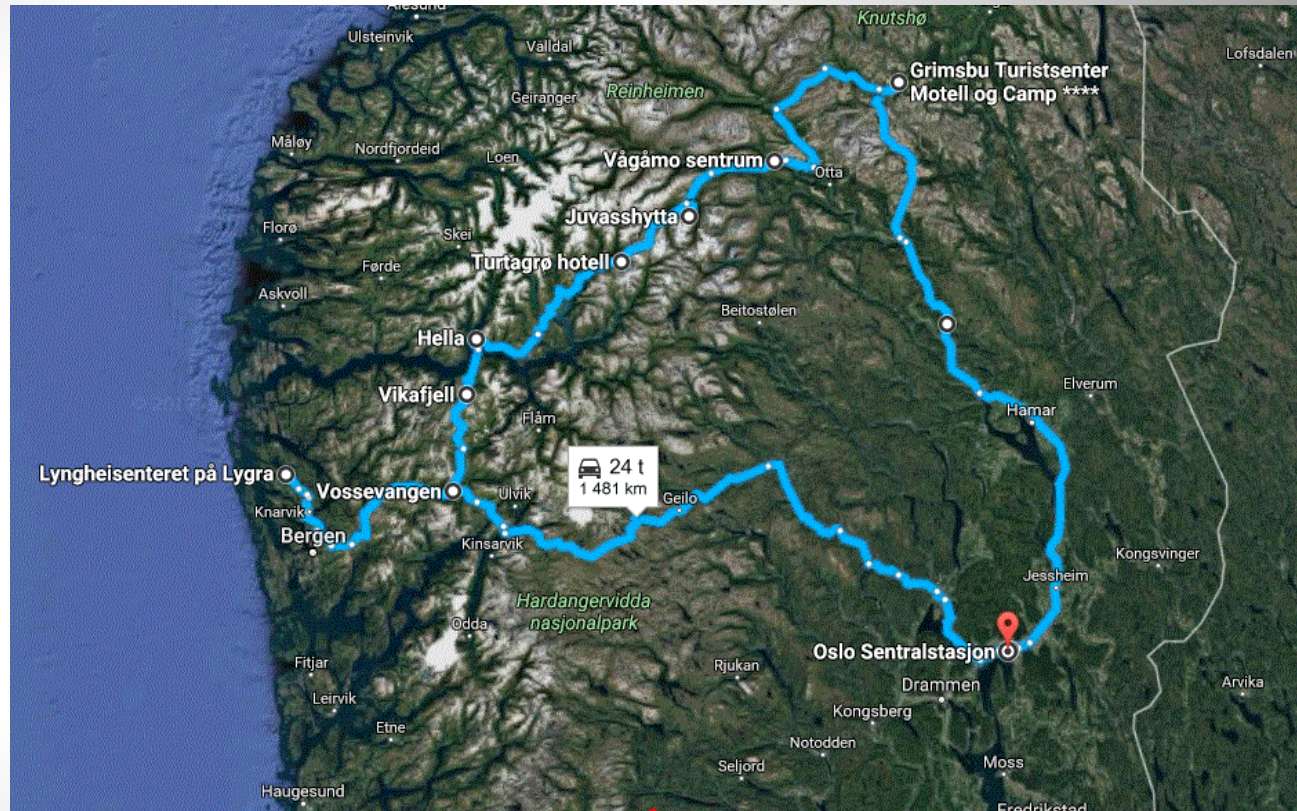 Ålesund
Knutshø
Ulsteinvik
Valldal
Lofsdalen
Grimsbu Turistsenter
Motell og Camp ****
Geiranger
Reinheimen
Måløy
Nordfjordeid
Loen
Vågåmo sentrum
Otta
Juvasshytta
Florø
Skei
Turtagrø hotell
Førde
Askvoll
Beitostølen
Hella
Vikafjell
Elverum
Hamar
Flåm
Lyngheisenteret på Lygra
24 t
1 481 km
Vossevangen
Ulvik
Geilo
Knarvik
Bergen
Kinsarvik
Kongsvinger
Jessheim
Hardangervidda
nasjonalpark
Odda
Oslo Sentralstasjon
Fitjar
Rjukan
Drammen
Arvika
Leirvik
Kongsberg
Etne
Notodden
Seljord
Moss
Haugesund
Fredrikstad